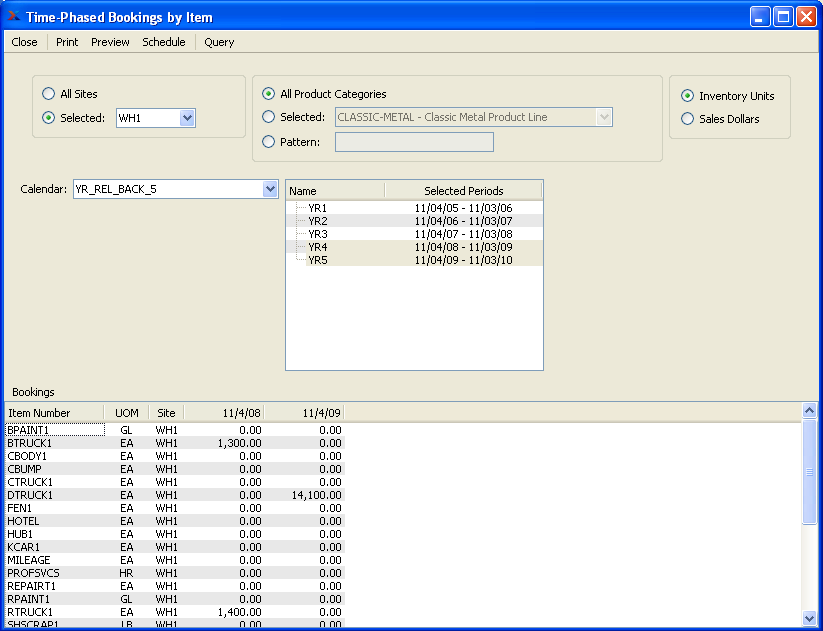 Time-Phased Bookings by Item
Close Print Preview Schedule Query
All Sites
Selected: WH1
All Product Categories
Selected: CLASSIC-METAL - Classic Metal Product Line
Pattern:
Inventory Units
Sales Dollars
Calendar: YR_REL_BACK_5
Name Selected Periods
YR1 11/04/05 - 11/03/06
YR2 11/04/06 - 11/03/07
YR3 11/04/07 - 11/03/08
YR4 11/04/08 - 11/03/09
YR5 11/04/09 - 11/03/10
Bookings
Item Number UOM Site 11/4/08 11/4/09
BPAINT1 GL WH1 0.00 0.00
BTRUCK1 EA WH1 1,300.00 0.00
CBODY1 EA WH1 0.00 0.00
CBUMP EA WH1 0.00 0.00
CTRUCK1 EA WH1 0.00 0.00
DTRUCK1 EA WH1 0.00 14,100.00
FEN1 EA WH1 0.00 0.00
HOTEL EA WH1 0.00 0.00
HUB1 EA WH1 0.00 0.00
KCAR1 EA WH1 0.00 0.00
MILEAGE EA WH1 0.00 0.00
PROFSVCS HR WH1 0.00 0.00
REPAIRT1 EA WH1 0.00 0.00
RPAINT1 GL WH1 0.00 0.00
RTRUCK1 EA WH1 1,400.00 0.00
SHSCRAP1 LB WH1 0.00 0.00